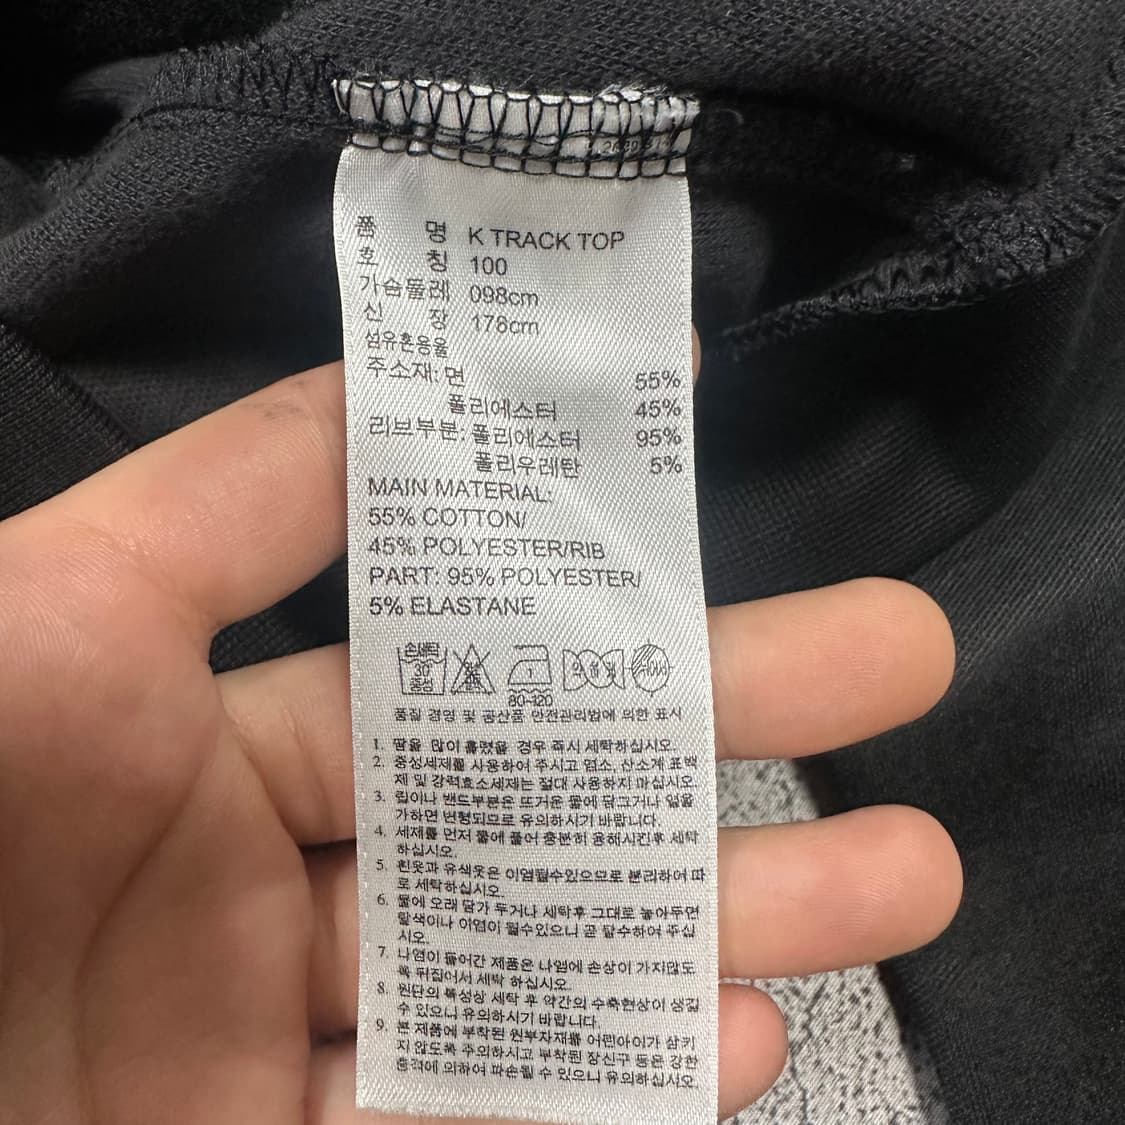 품 명 K TRACK TOP
호 칭 100
가슴둘레 098cm
신 장 178cm
섬유혼용율
주소재: 면 55%
폴리에스터 45%
리브부분: 폴리에스터 95%
폴리우레탄 5%
MAIN MATERIAL:
55% COTTON/
45% POLYESTER/RIB
PART: 95% POLYESTER/
5% ELASTANE
손세탁
30°
중성
80~120
품질 경영 및 공산품 안전관리법에 의한 표시
1. 땀을 많이 흘렸을 경우 즉시 세탁하십시오.
2. 중성세제를 사용하여 주시고 염소, 산소계 표백
제 및 강력효소세제는 절대 사용하지 마십시오.
3. 립이나 밴드부분은 뜨거운 물에 담그거나 열을
가하면 변형되므로 유의하시기 바랍니다.
4. 세제를 먼저 물에 풀어 충분히 용해시킨후 세탁
하십시오.
5. 흰옷과 유색옷은 이염될수있으므로 분리하여 따
로 세탁하십시오.
6. 물에 오래 담가 두거나 세탁후 그대로 놓아두면
탈색이나 이염이 될수있으니 곧 탈수하여 주십
시오.
7. 나염이 들어간 제품은 나염에 손상이 가지않도
록 뒤집어서 세탁 하십시오.
8. 원단의 특성상 세탁 후 약간의 수축현상이 생길
수 있으니 유의하시기 바랍니다.
9. 본 제품에 부착된 원부자재를 어린아이가 삼키
지 않도록 주의하시고 부착된 장신구 등은 강한
충격에 의하여 파손될 수 있으니 유의하십시오.